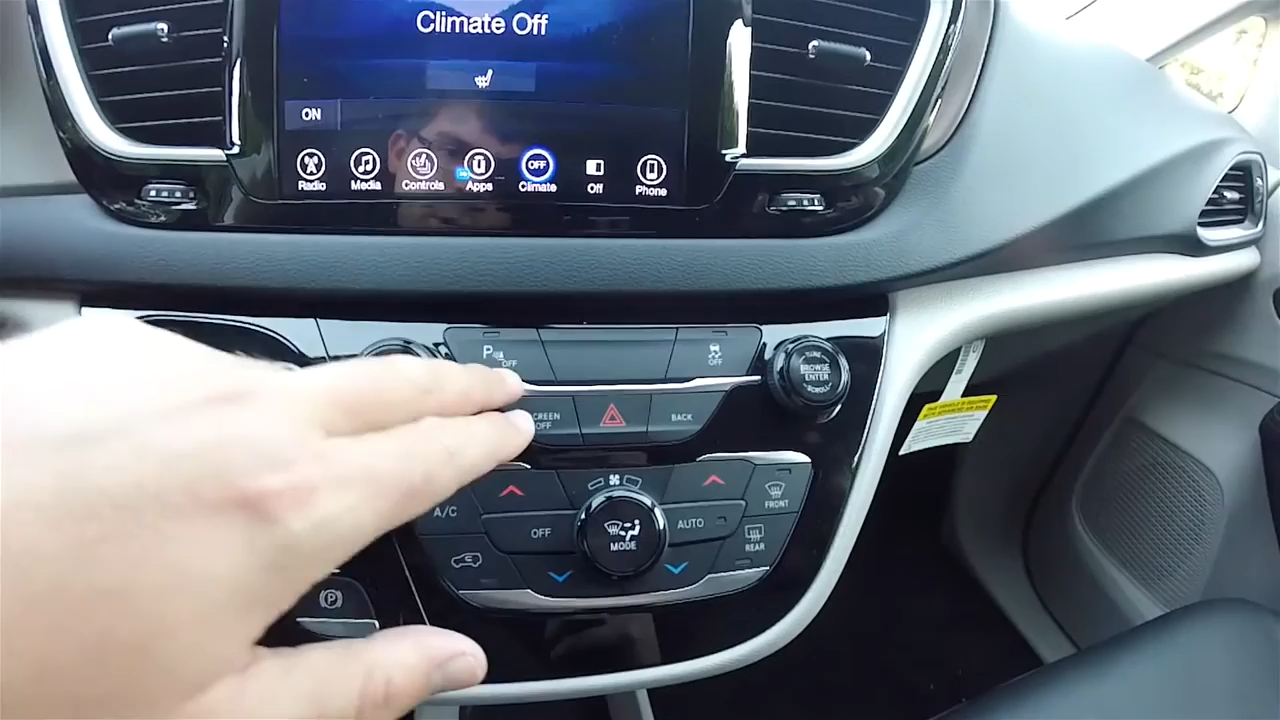 Climate Off
ON
OFF
Radio
Media
Controls
Apps
Climate
Off
Phone
P
OFF
OFF
TUNE
BROWSE
ENTER
SCROLL
OFF
BACK
A/C
OFF
MODE
AUTO
FRONT
REAR
P